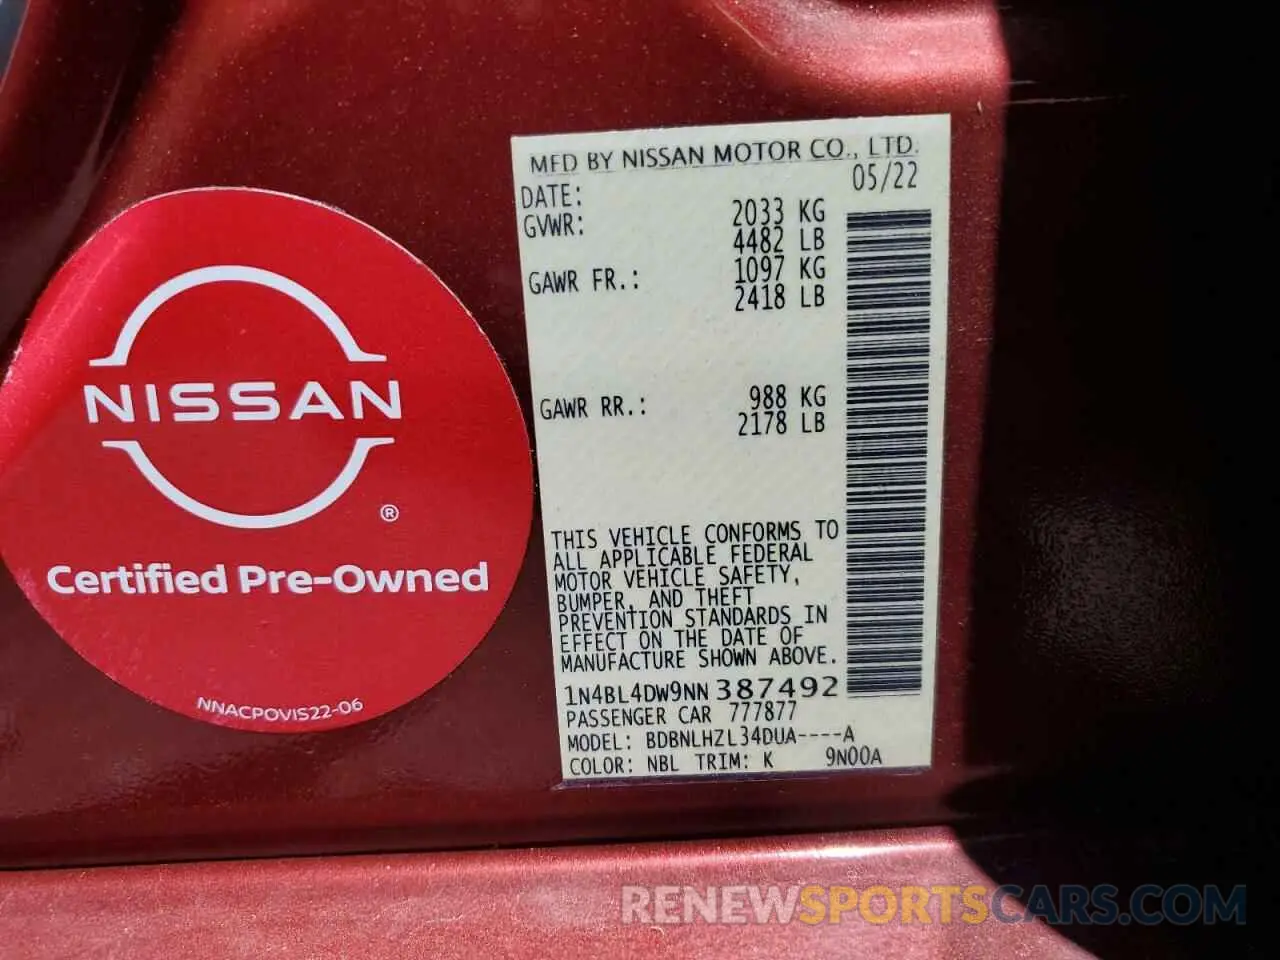 NISSAN
®
Certified Pre-Owned
NNACPOVIS22-06
MFD BY NISSAN MOTOR CO., LTD.
DATE: 05/22
GVWR: 2033 KG
4482 LB
GAWR FR.: 1097 KG
2418 LB
GAWR RR.: 988 KG
2178 LB
THIS VEHICLE CONFORMS TO
ALL APPLICABLE FEDERAL
MOTOR VEHICLE SAFETY,
BUMPER, AND THEFT
PREVENTION STANDARDS IN
EFFECT ON THE DATE OF
MANUFACTURE SHOWN ABOVE.
1N4BL4DW9NN387492
PASSENGER CAR 777877
MODEL: BDBNLHZL34DUA----A
COLOR: NBL TRIM: K 9N00A
RENEWSPORTSCARS.COM